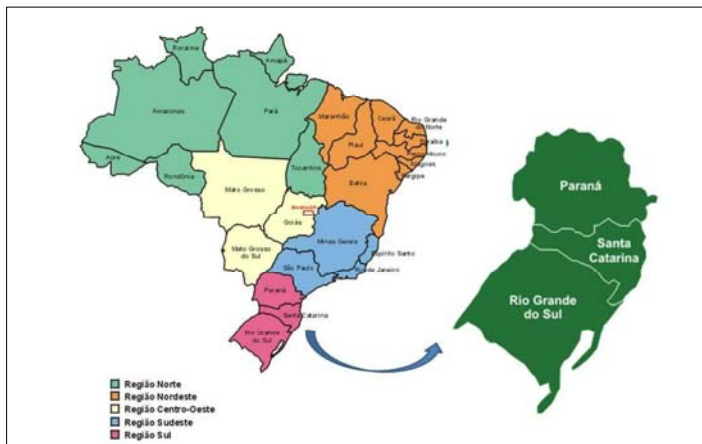 Roraima
Amapá
Amazonas
Pará
Maranhão
Ceará
Rio Grande
do Norte
Paraíba
Piauí
Pernambuco
Alagoas
Sergipe
Acre
Rondônia
Tocantins
Bahia
Mato Grosso
Goiás
Minas Gerais
Mato Grosso
do Sul
Espírito Santo
São Paulo
Rio de Janeiro
Paraná
Santa Catarina
Rio Grande
do Sul
Paraná
Santa
Catarina
Rio Grande
do Sul
Região Norte
Região Nordeste
Região Centro-Oeste
Região Sudeste
Região Sul